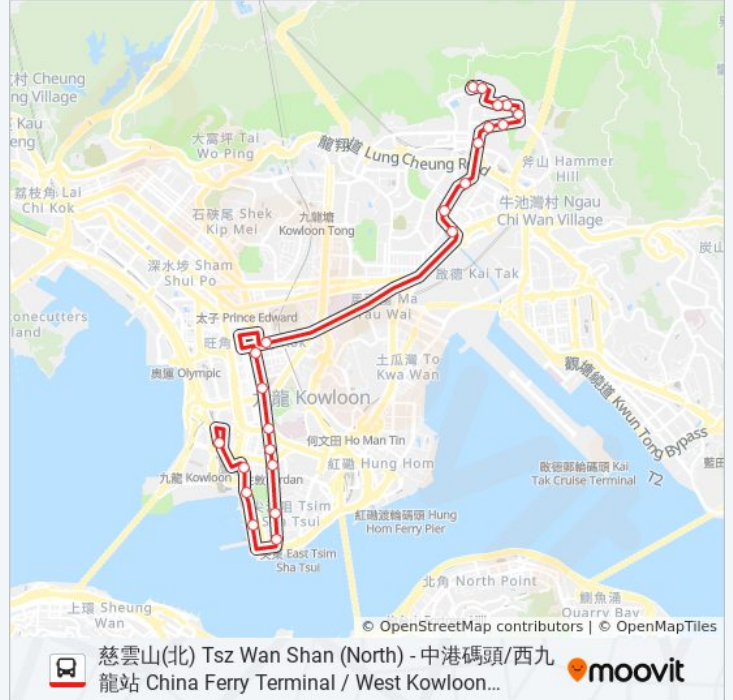 村 Cheung
ng Village
Kau
eng
大窩坪 Tai
Wo Ping
龍翔道 Lung Cheung Road
斧山 Hammer
Hill
荔枝角 Lai
Chi Kok
石硤尾 Shek
Kip Mei
九龍塘
Kowloon Tong
牛池灣村 Ngau
Chi Wan Village
炭山
深水埗 Sham
Shui Po
啟德 Kai Tak
onecutters
land
太子 Prince Edward
Ma
au Wai
旺角
ok
土瓜灣 To
Kwa Wan
奧運 Olympic
觀塘繞道 Kwun Tong Bypass
龍 Kowloon
何文田 Ho Man Tin
九龍 Kowloon
rdan
紅磡 Hung Hom
啟德郵輪碼頭 Kai
Tak Cruise Terminal
T2
藍田
咀 Tsim
Tsui
紅磡渡輪碼頭 Hung
Hom Ferry Pier
East Tsim
Sha Tsui
北角 North Point
上環 Sheung
Wan
鰂魚涌
Quarry Bay
© OpenStreetMap contributors | © OpenMapTiles
慈雲山(北) Tsz Wan Shan (North) - 中港碼頭/西九
龍站 China Ferry Terminal / West Kowloon…
moovit